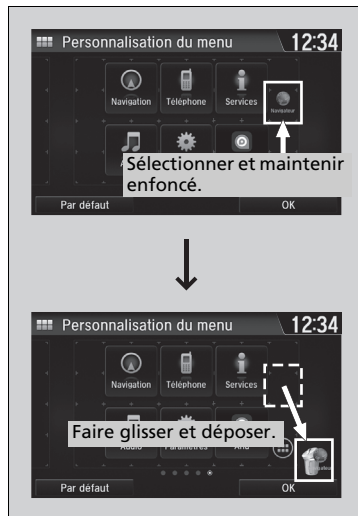 Personnalisation du menu
12:34
Navigation
Téléphone
Services
Navigateur
Sélectionner et maintenir
enfoncé.
Par défaut
OK
Personnalisation du menu
12:34
Navigation
Téléphone
Services
Faire glisser et déposer.
Audio
Paramètres
Par défaut
OK